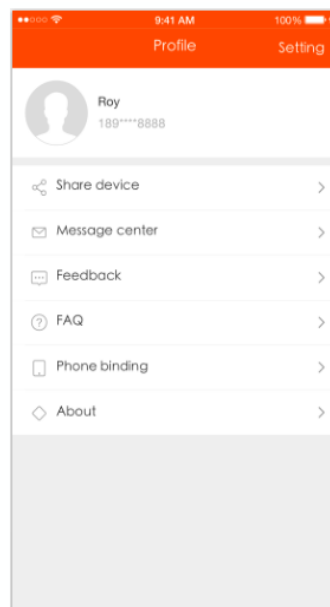 9:41 AM 100%
Profile Setting
Roy
189****8888
Share device
Message center
Feedback
FAQ
Phone binding
About